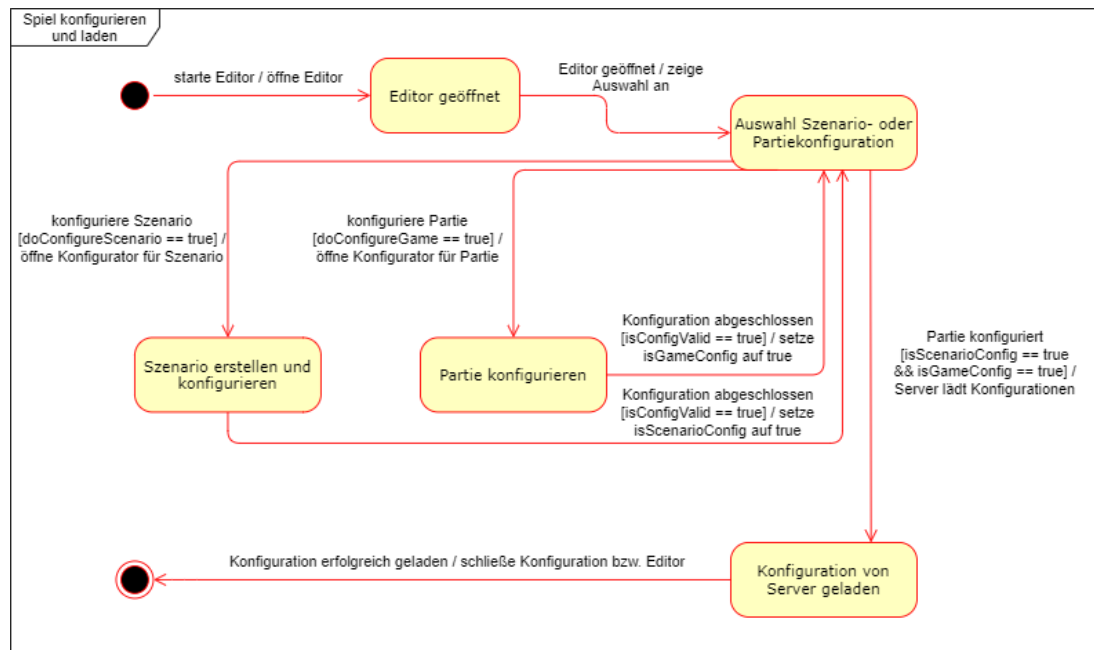 Spiel konfigurieren
und laden
starte Editor / öffne Editor
Editor geöffnet
Editor geöffnet / zeige
Auswahl an
Auswahl Szenario- oder
Partiekonfiguration
konfiguriere Szenario
[doConfigureScenario == true] /
öffne Konfigurator für Szenario
konfiguriere Partie
[doConfigureGame == true] /
öffne Konfigurator für Partie
Konfiguration abgeschlossen
[isConfigValid == true] / setze
isGameConfig auf true
Partie konfiguriert
[isScenarioConfig == true
&& isGameConfig == true] /
Server lädt Konfigurationen
Szenario erstellen und
konfigurieren
Partie konfigurieren
Konfiguration abgeschlossen
[isConfigValid == true] / setze
isScenarioConfig auf true
Konfiguration erfolgreich geladen / schließe Konfiguration bzw. Editor
Konfiguration von
Server geladen